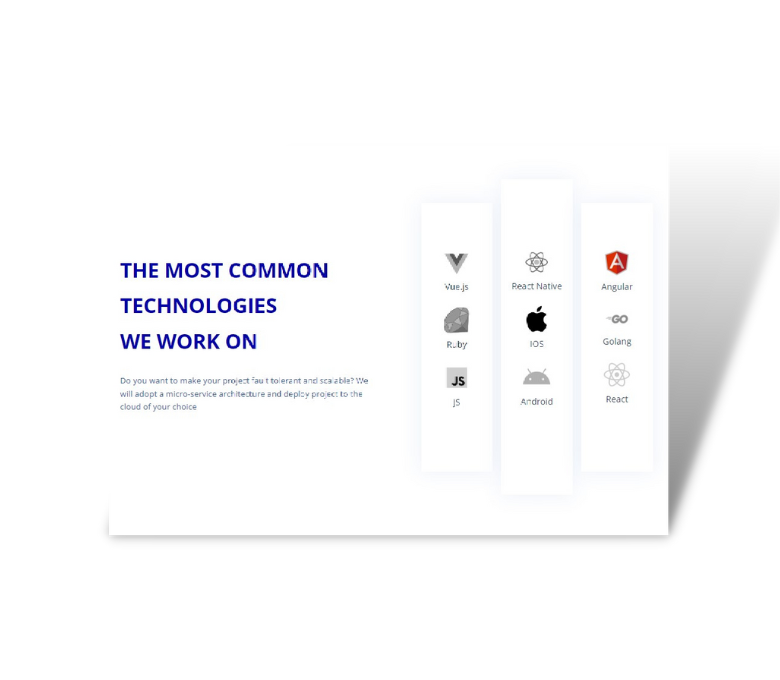 THE MOST COMMON
TECHNOLOGIES
WE WORK ON
Do you want to make your project fault tolerant and scalable? We
will adopt a micro-service architecture and deploy project to the
cloud of your choice
Vue.js
Ruby
JS
JS
React Native
IOS
Android
Angular
GO
Golang
React